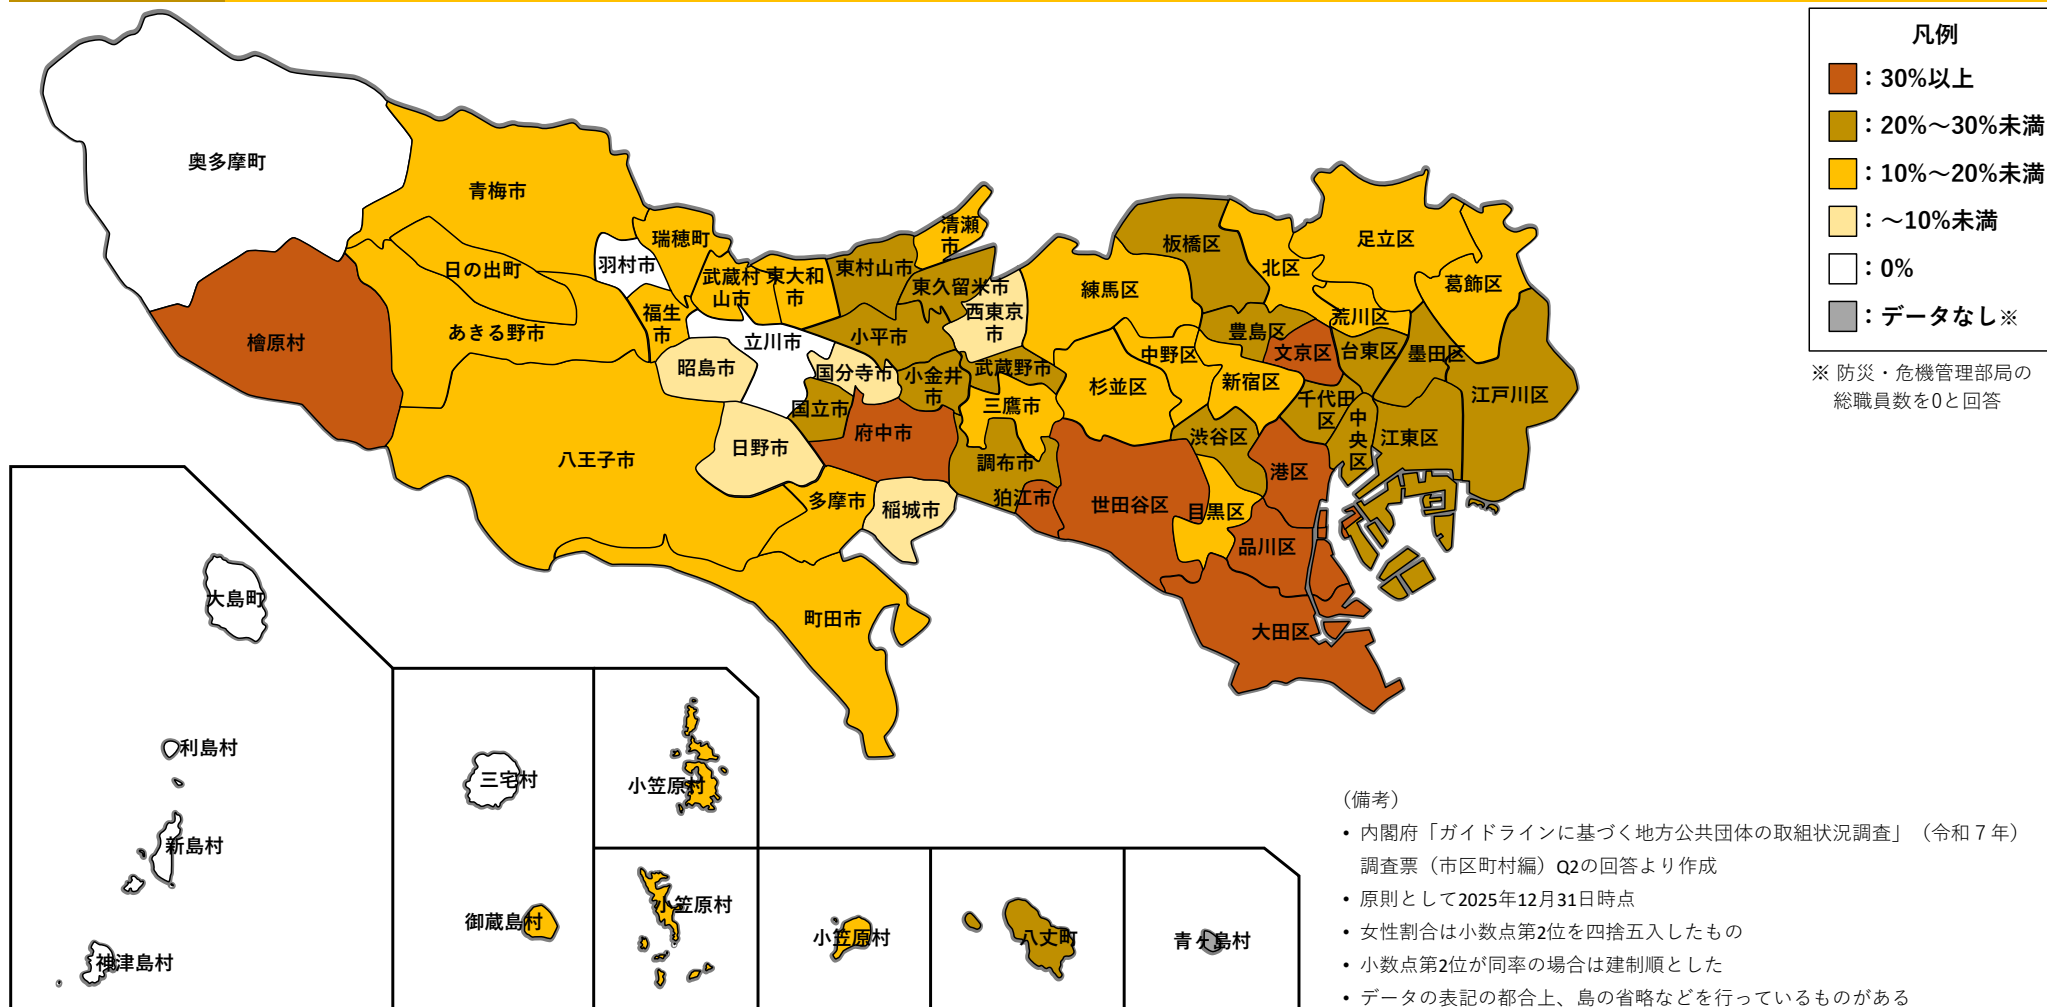 凡例
：30%以上
：20%～30%未満
：10%～20%未満
：～10%未満
：0%
：データなし※
※ 防災・危機管理部局の
総職員数を0と回答
奥多摩町
青梅市
瑞穂町
羽村市
日の出町
檜原村
あきる野市
福生
市
武蔵村
山市
東大和
市
東村山市
清瀬
市
東久留米市
西東京
市
小平市
立川市
昭島市
国分寺市
小金井
市
武蔵野市
三鷹市
国立市
府中市
調布市
狛江市
日野市
八王子市
多摩市
稲城市
町田市
板橋区
北区
足立区
葛飾区
荒川区
練馬区
豊島区
文京区
台東区
墨田区
江戸川区
中野区
杉並区
新宿区
千代田
区
中
央
区
江東区
渋谷区
港区
世田谷区
目黒区
品川区
大田区
大島町
利島村
新島村
神津島村
三宅村
御蔵島村
小笠原村
小笠原村
小笠原村
八丈町
青ヶ島村
（備考）
• 内閣府「ガイドラインに基づく地方公共団体の取組状況調査」（令和７年）
調査票（市区町村編）Q2の回答より作成
• 原則として2025年12月31日時点
• 女性割合は小数点第2位を四捨五入したもの
• 小数点第2位が同率の場合は建制順とした
• データの表記の都合上、島の省略などを行っているものがある